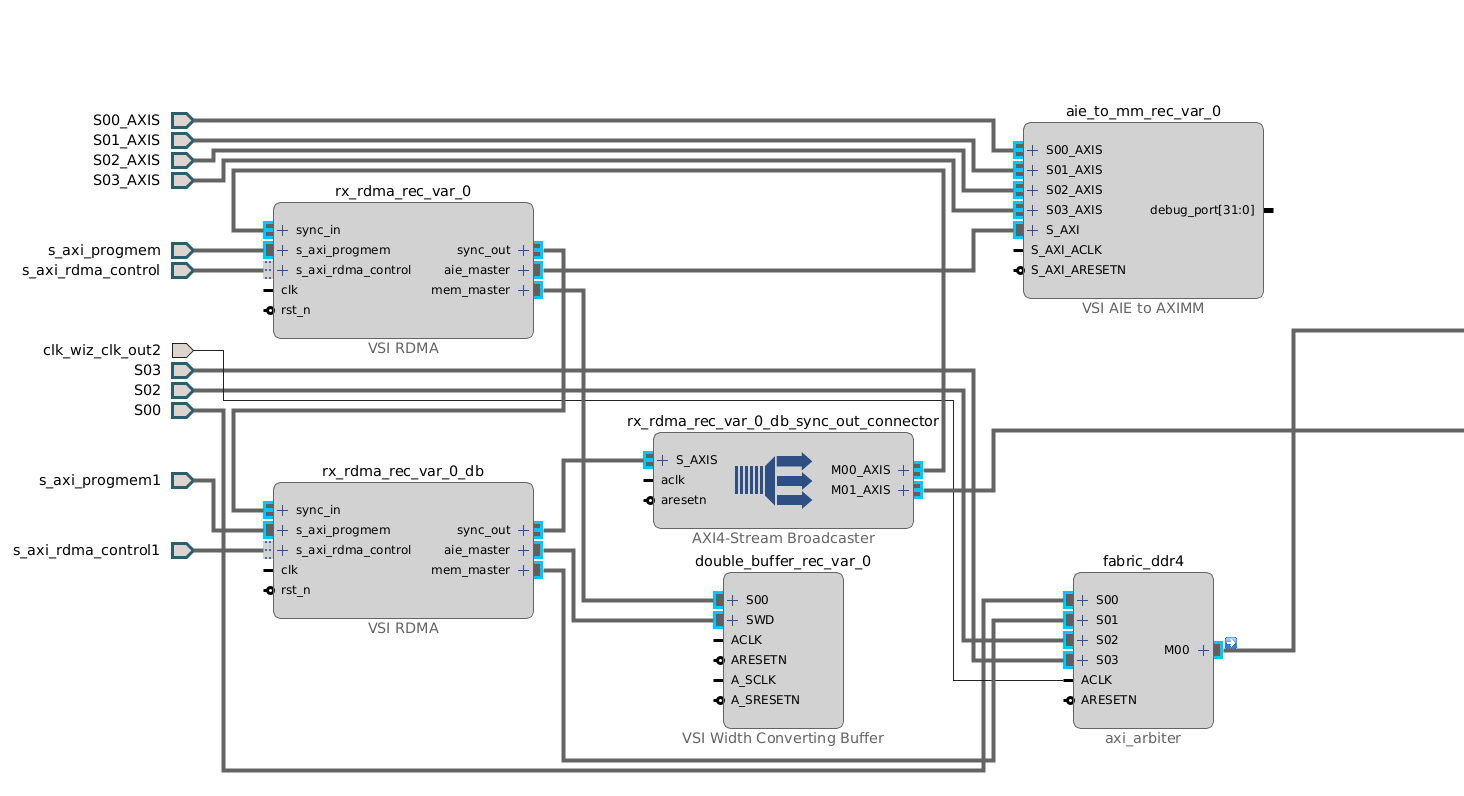 aie_to_mm_rec_var_0
S00_AXIS
S01_AXIS
S02_AXIS
S03_AXIS
S00_AXIS
S01_AXIS
S02_AXIS
S03_AXIS
debug_port[31:0]
S_AXI
S_AXI_ACLK
S_AXI_ARESETN
VSI AIE to AXIMM
rx_rdma_rec_var_0
s_axi_progmem
s_axi_rdma_control
sync_in
s_axi_progmem
sync_out
s_axi_rdma_control
aie_master
clk
mem_master
rst_n
VSI RDMA
clk_wiz_clk_out2
S03
S02
S00
rx_rdma_rec_var_0_db_sync_out_connector
S_AXIS
aclk
M00_AXIS
aresetn
M01_AXIS
AXI4-Stream Broadcaster
s_axi_progmem1
s_axi_rdma_control1
rx_rdma_rec_var_0_db
sync_in
s_axi_progmem
sync_out
s_axi_rdma_control
aie_master
clk
mem_master
rst_n
VSI RDMA
double_buffer_rec_var_0
S00
SWD
ACLK
ARESETN
A_SCLK
A_SRESETN
VSI Width Converting Buffer
fabric_ddr4
S00
S01
S02
S03
M00
ACLK
ARESETN
axi_arbiter